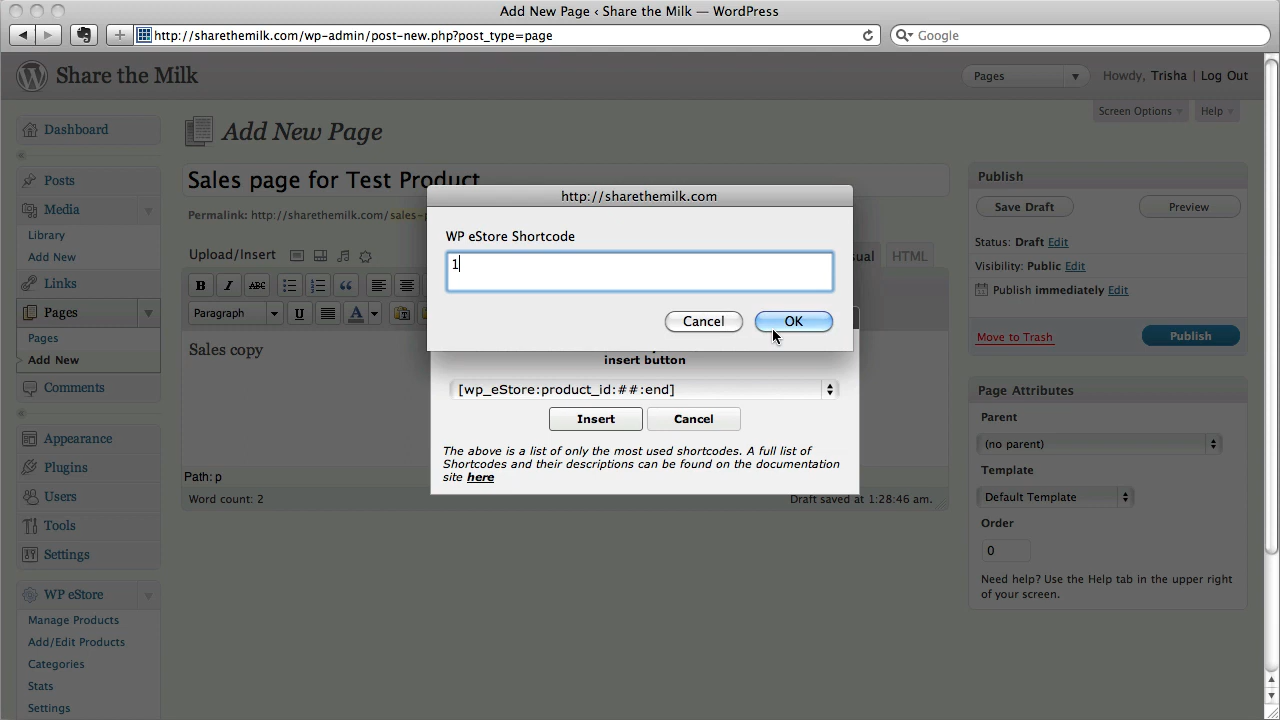 Add New Page ‹ Share the Milk — WordPress
http://sharethemilk.com/wp-admin/post-new.php?post_type=page
Google
Share the Milk
Pages
Howdy, Trisha | Log Out
Screen Options
Help
Dashboard
Posts
Media
Library
Add New
Links
Pages
Pages
Add New
Comments
Appearance
Plugins
Users
Tools
Settings
WP eStore
Manage Products
Add/Edit Products
Categories
Stats
Settings
Add New Page
Sales page for Test Product
Permalink: http://sharethemilk.com/sales-p
Upload/Insert
HTML
B I ABC
Paragraph
U
A
Sales copy
Path: p
Word count: 2
Draft saved at 1:28:46 am.
http://sharethemilk.com
WP eStore Shortcode
1
Cancel
OK
insert button
[wp_eStore:product_id:##:end]
Insert
Cancel
The above is a list of only the most used shortcodes. A full list of
Shortcodes and their descriptions can be found on the documentation
site here
Publish
Save Draft
Preview
Status: Draft Edit
Visibility: Public Edit
Publish immediately Edit
Move to Trash
Publish
Page Attributes
Parent
(no parent)
Template
Default Template
Order
0
Need help? Use the Help tab in the upper right
of your screen.